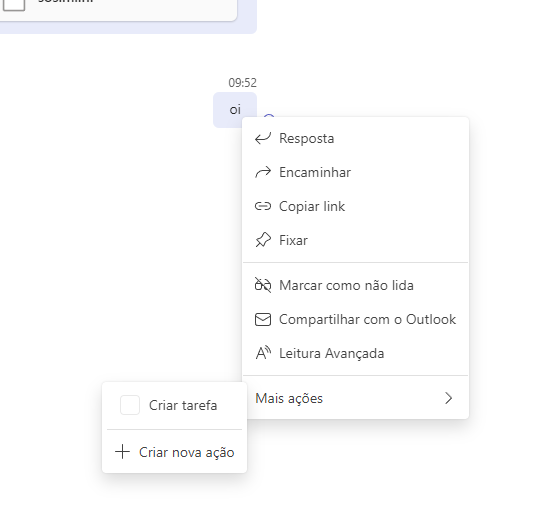 09:52
oi
Resposta
Encaminhar
Copiar link
Fixar
Marcar como não lida
Compartilhar com o Outlook
Leitura Avançada
Mais ações
Criar tarefa
Criar nova ação